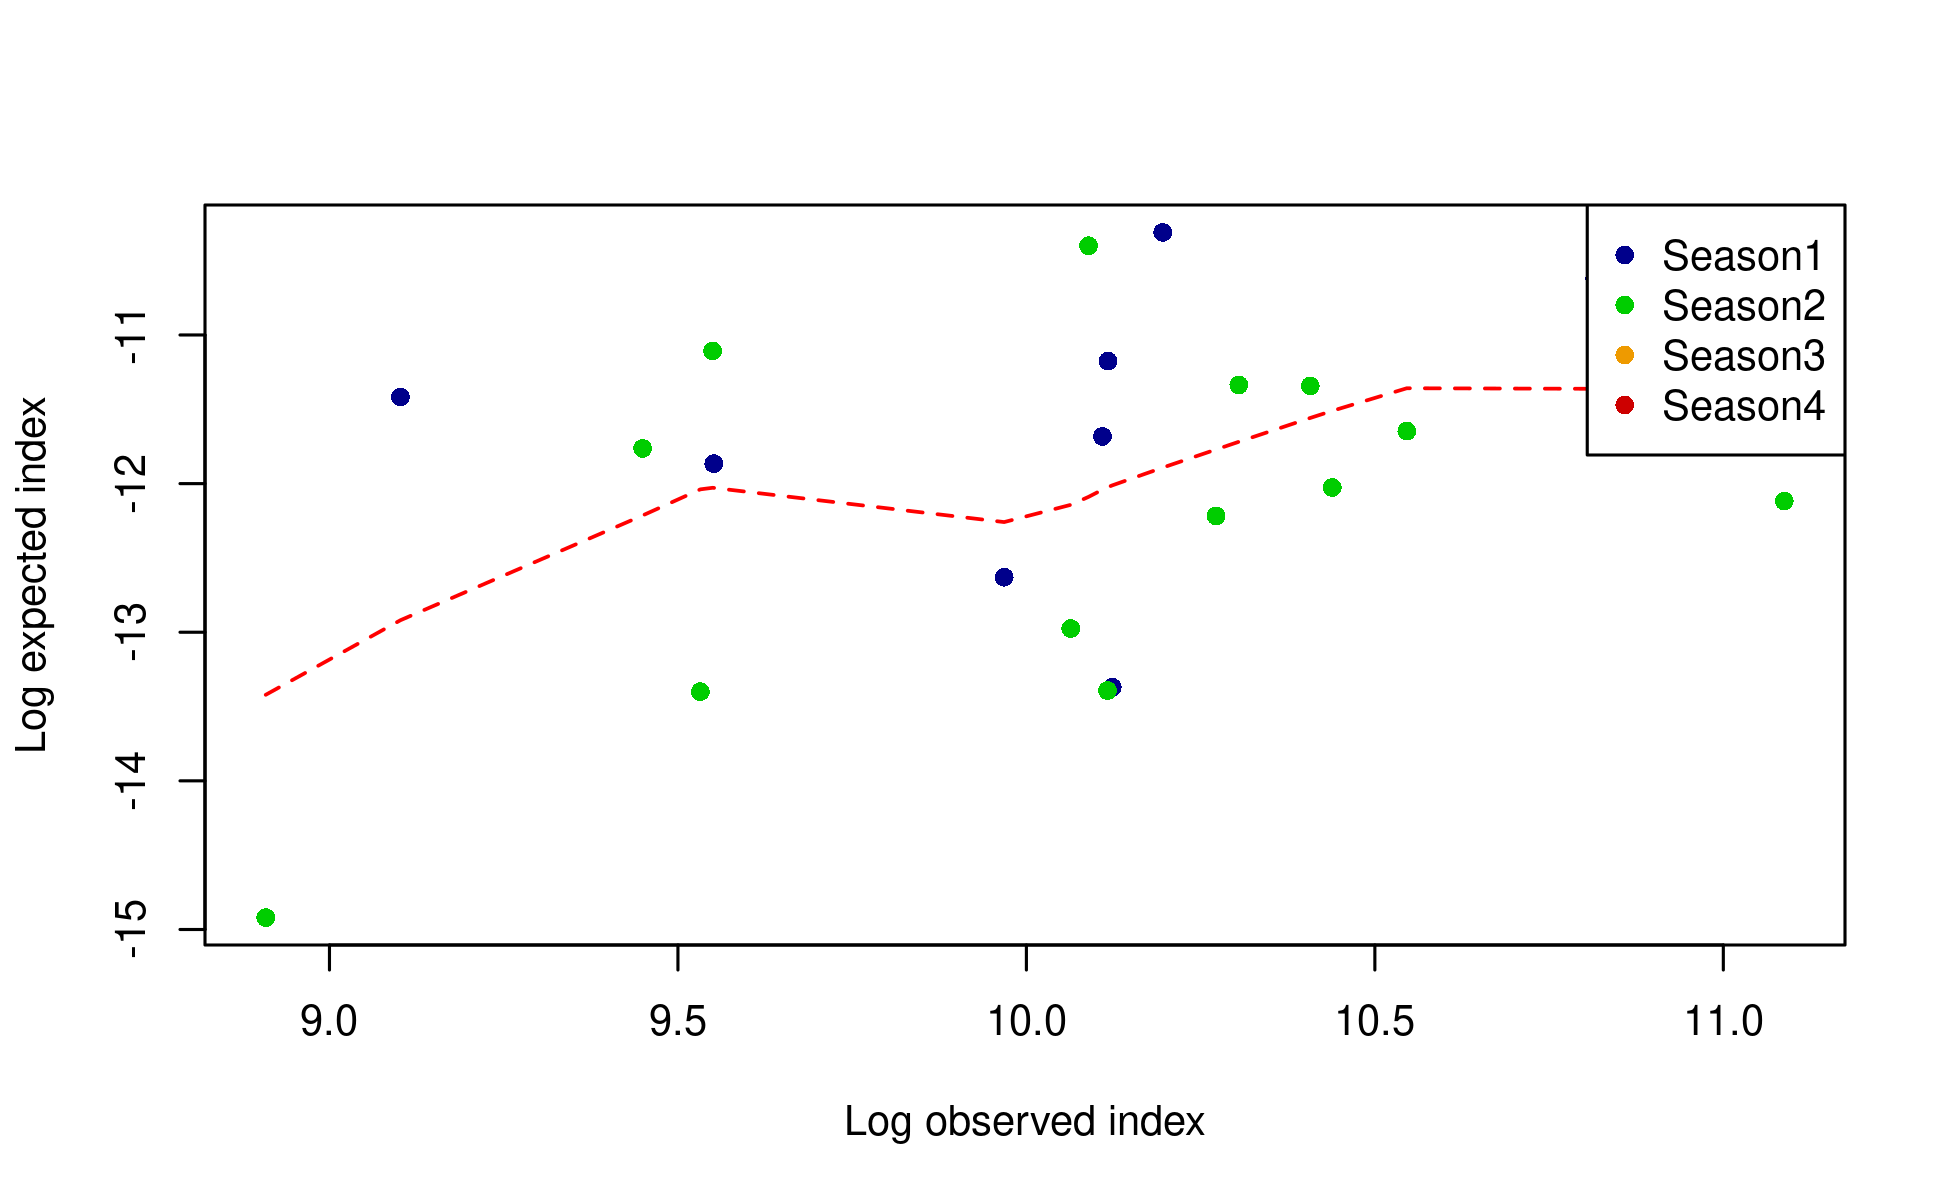 Season1
Season2
Season3
Season4
-11
-12
-13
-14
-15
Log expected index
9.0
9.5
10.0
10.5
11.0
Log observed index